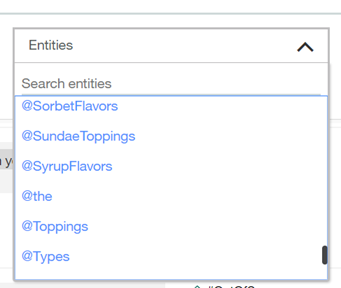 Entities
Search entities
@SorbetFlavors
@SundaeToppings
@SyrupFlavors
@the
@Toppings
@Types